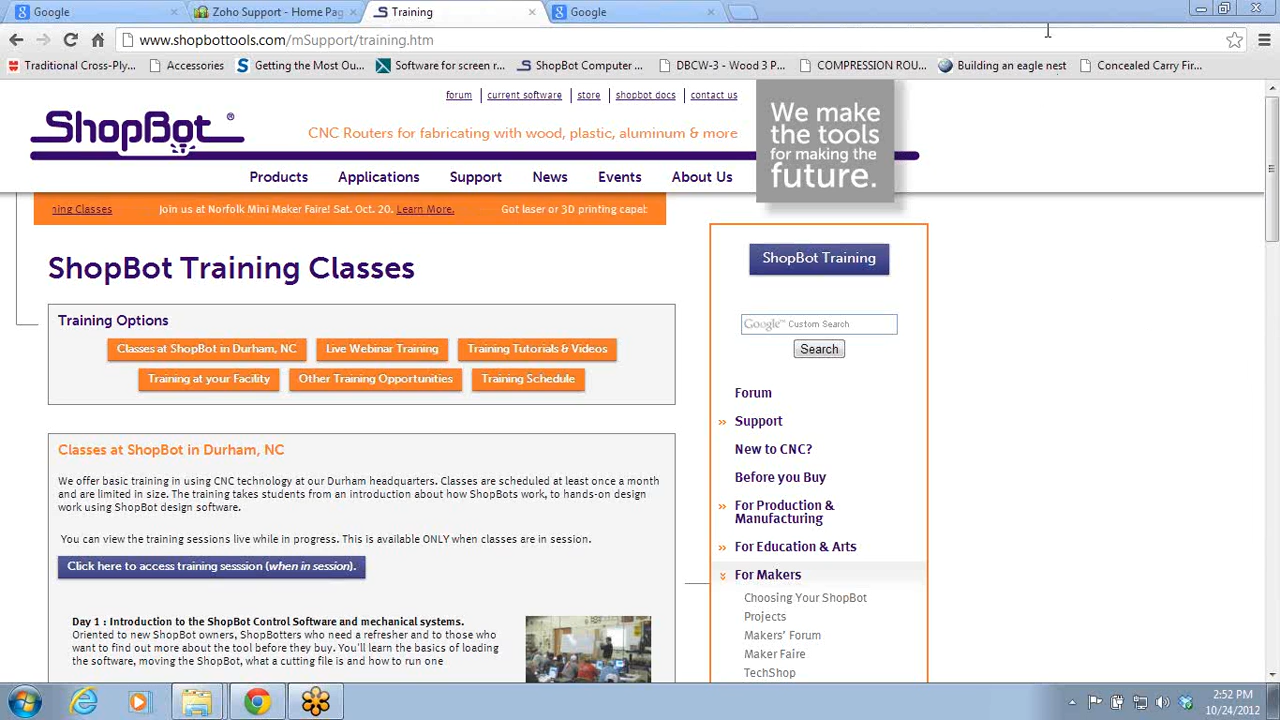 Google
Zoho Support - Home Pag
Training
Google
www.shopbottools.com/mSupport/training.htm
Traditional Cross-Ply...
Accessories
Getting the Most Ou...
Software for screen r...
ShopBot Computer ...
DBCW-3 - Wood 3 P...
COMPRESSION ROU...
Building an eagle nest
Concealed Carry Fir...
forum
current software
store
shopbot docs
contact us
ShopBot®
CNC Routers for fabricating with wood, plastic, aluminum & more
We make
the tools
for making the
future.
Products
Applications
Support
News
Events
About Us
ning Classes
Join us at Norfolk Mini Maker Faire! Sat. Oct. 20. Learn More.
Got laser or 3D printing capat
ShopBot Training Classes
Training Options
Classes at ShopBot in Durham, NC
Live Webinar Training
Training Tutorials & Videos
Training at your Facility
Other Training Opportunities
Training Schedule
Classes at ShopBot in Durham, NC
We offer basic training in using CNC technology at our Durham headquarters. Classes are scheduled at least once a month
and are limited in size. The training takes students from an introduction about how ShopBots work, to hands-on design
work using ShopBot design software.
You can view the training sessions live while in progress. This is available ONLY when classes are in session.
Click here to access training sesssion (when in session).
Day 1 : Introduction to the ShopBot Control Software and mechanical systems.
Oriented to new ShopBot owners, ShopBotters who need a refresher and to those who
want to find out more about the tool before they buy. You'll learn the basics of loading
the software, moving the ShopBot, what a cutting file is and how to run one
ShopBot Training
Google™ Custom Search
Search
Forum
» Support
New to CNC?
Before you Buy
» For Production &
Manufacturing
» For Education & Arts
» For Makers
Choosing Your ShopBot
Projects
Makers' Forum
Maker Faire
TechShop
2:52 PM
10/24/2012